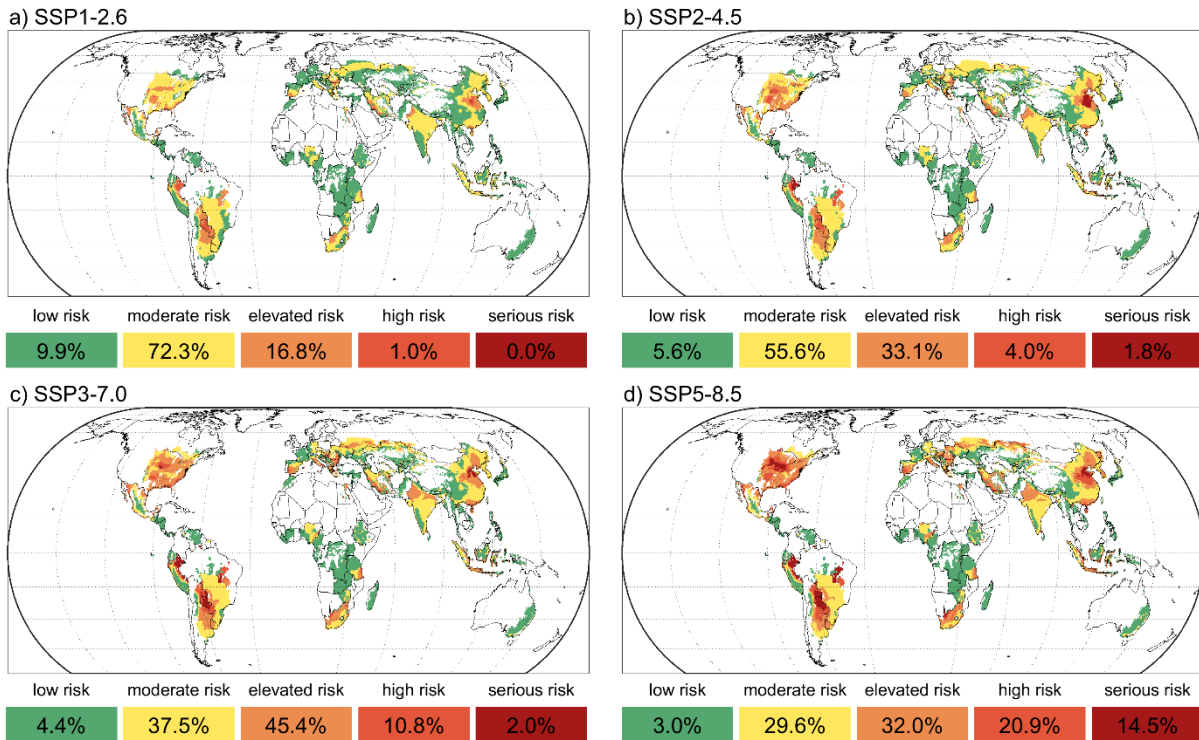 a) SSP1-2.6
b) SSP2-4.5
low risk moderate risk elevated risk high risk serious risk
9.9% 72.3% 16.8% 1.0% 0.0%
low risk moderate risk elevated risk high risk serious risk
5.6% 55.6% 33.1% 4.0% 1.8%
c) SSP3-7.0
d) SSP5-8.5
low risk moderate risk elevated risk high risk serious risk
4.4% 37.5% 45.4% 10.8% 2.0%
low risk moderate risk elevated risk high risk serious risk
3.0% 29.6% 32.0% 20.9% 14.5%